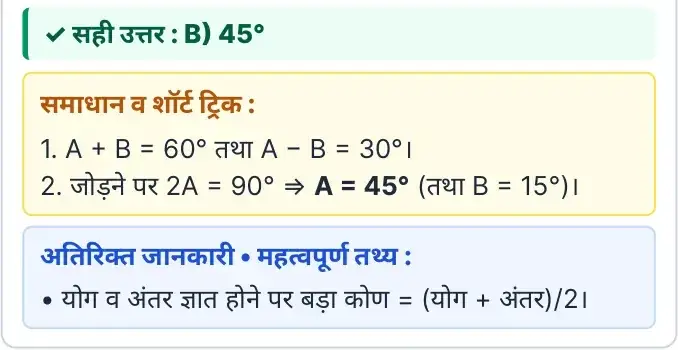 ✓ सही उत्तर : B) 45°
समाधान व शॉर्ट ट्रिक :
1. A + B = 60° तथा A − B = 30°।
2. जोड़ने पर 2A = 90° ⇒ A = 45° (तथा B = 15°)।
अतिरिक्त जानकारी • महत्वपूर्ण तथ्य :
• योग व अंतर ज्ञात होने पर बड़ा कोण = (योग + अंतर)/2।